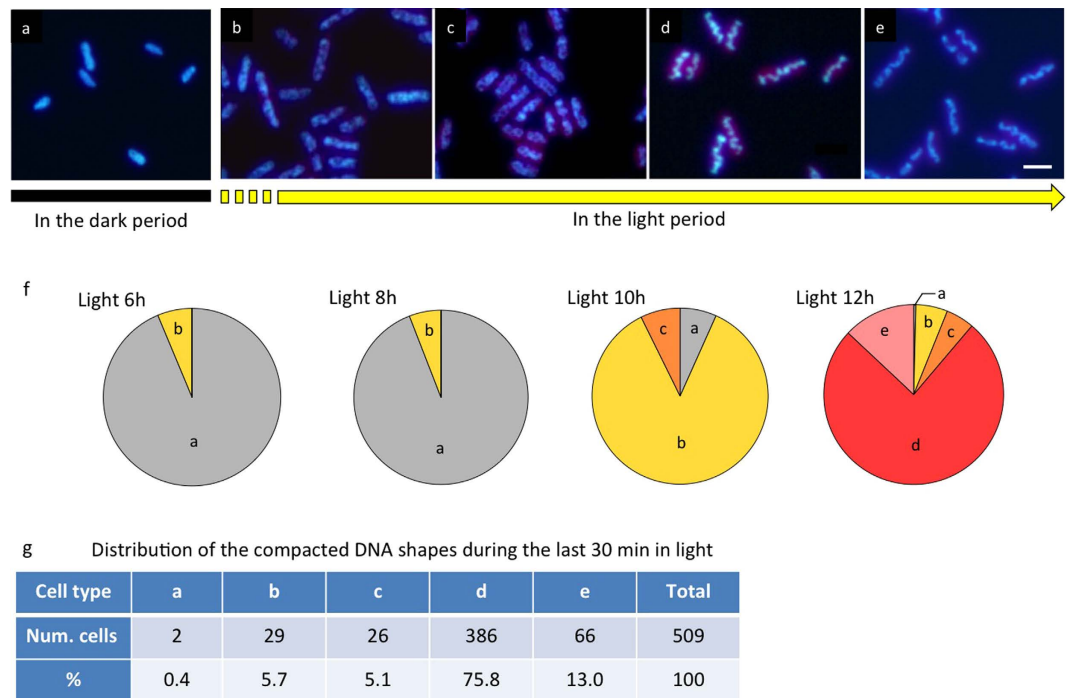 a b c d e
In the dark period
In the light period
f
Light 6h Light 8h Light 10h Light 12h
b a
b a
c a b
a b c d e
g Distribution of the compacted DNA shapes during the last 30 min in light
Cell type a b c d e Total
Num. cells 2 29 26 386 66 509
% 0.4 5.7 5.1 75.8 13.0 100